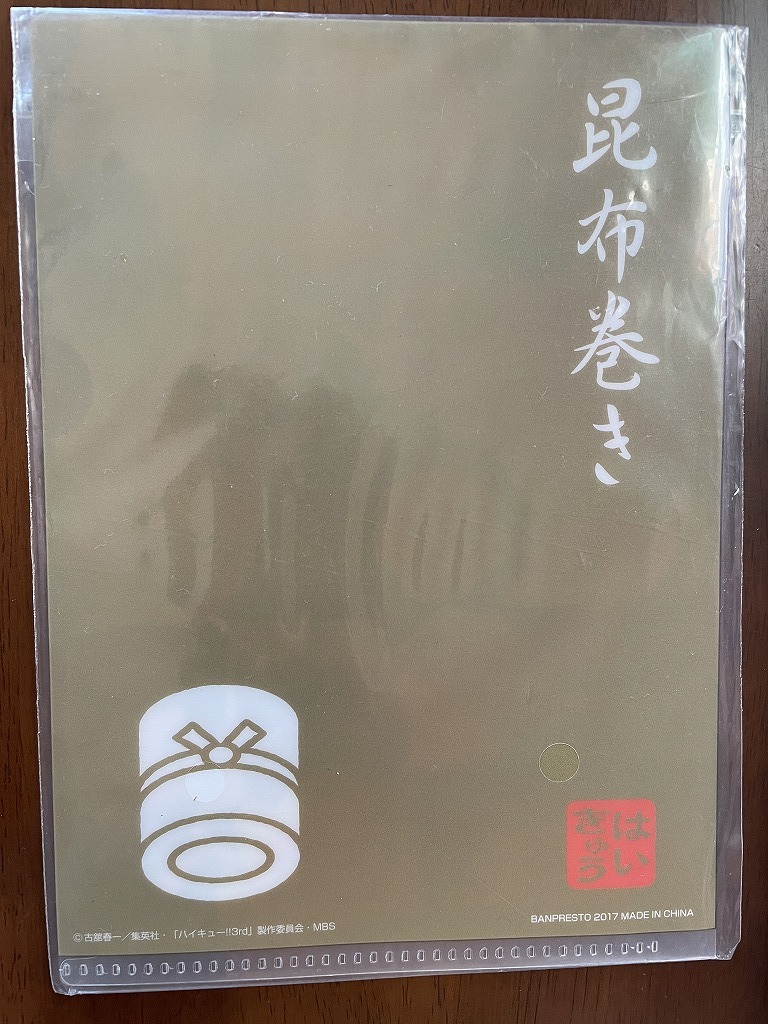 昆布巻き
はい
きゅう
©古舘春一／集英社・「ハイキュー!!3rd」製作委員会・MBS
BANPRESTO 2017 MADE IN CHINA